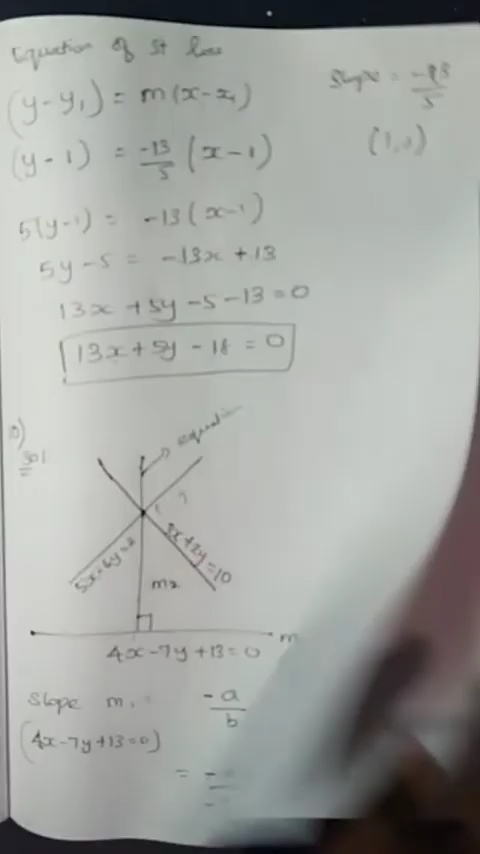 Equation of St line
Slope = -13/5
(y-y₁) = m(x-x₁)
(y-1) = -13/5 (x-1)
(1,1)
5(y-1) = -13(x-1)
5y-5 = -13x+13
13x+5y-5-13=0
13x+5y-18=0
10)
sol
equation
5x-6y=2
3x+2y=10
m₂
m
4x-7y+13=0
Slope m₁ = -a/b
(4x-7y+13=0)
= -